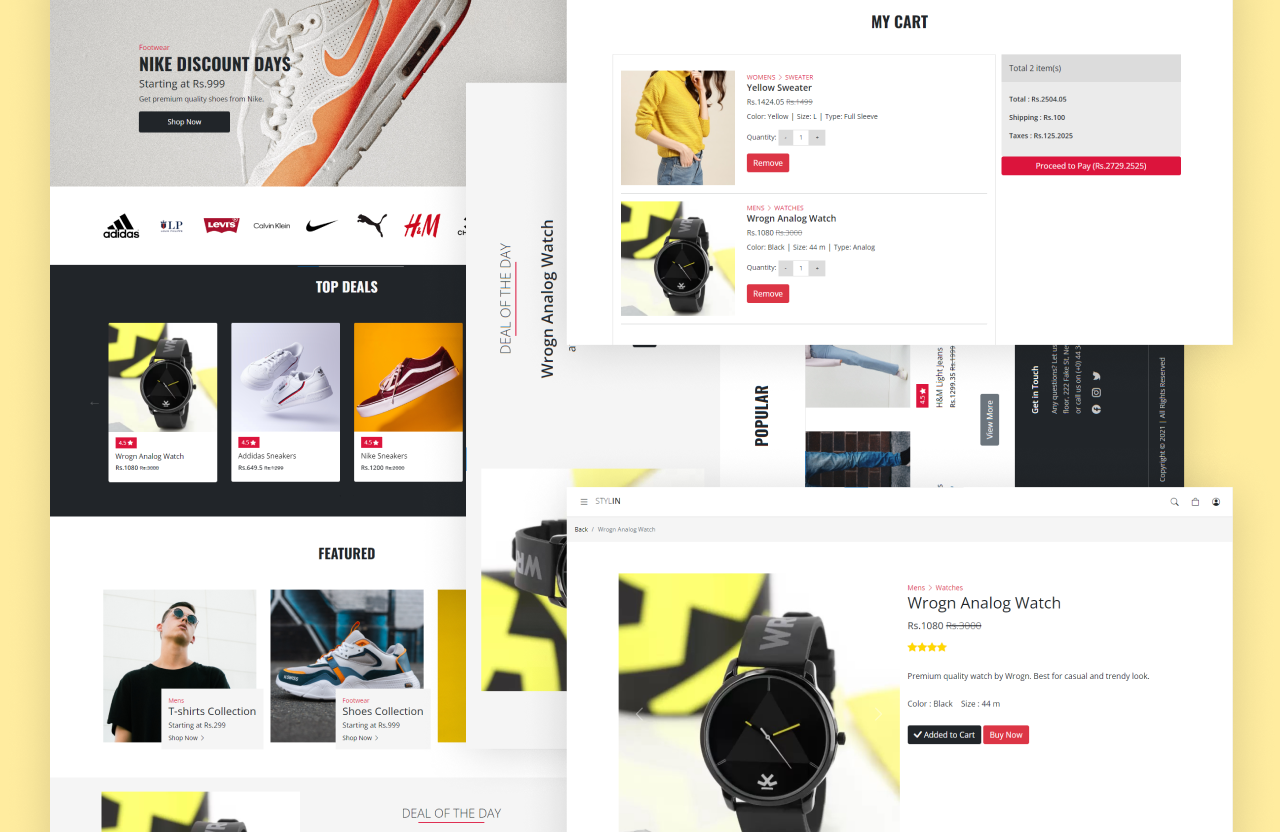 Footwear
NIKE DISCOUNT DAYS
Starting at Rs.999
Get premium quality shoes from Nike.
Shop Now
adidas
LP
Levi's
Calvin Klein
H&M
TOP DEALS
WR
4.5
Wrogn Analog Watch
Rs.1080 Rs.3000
4.5
Addidas Sneakers
Rs.649.5 Rs.1299
4.5
Nike Sneakers
Rs.1200 Rs.2000
FEATURED
Mens
T-shirts Collection
Starting at Rs.299
Shop Now
Footwear
Shoes Collection
Starting at Rs.999
Shop Now
DEAL OF THE DAY
DEAL OF THE DAY
Wrogn Analog Watch
WR
MY CART
WOMENS > SWEATER
Yellow Sweater
Rs.1424.05 Rs.1499
Color: Yellow | Size: L | Type: Full Sleeve
Quantity: - 1 +
Remove
MENS > WATCHES
Wrogn Analog Watch
Rs.1080 Rs.3000
Color: Black | Size: 44 m | Type: Analog
Quantity: - 1 +
Remove
WR
Total 2 item(s)
Total : Rs.2504.05
Shipping : Rs.100
Taxes : Rs.125.2025
Proceed to Pay (Rs.2729.2525)
POPULAR
4.5
H&M Light Jeans
Rs.1299.35 Rs.1999
View More
Get in Touch
Any questions? Let us
floor, 222 Fake St, Ne
or call us on (+0) 44 3
Copyright © 2021 | All Rights Reserved
STYLIN
Back / Wrogn Analog Watch
WR
Mens > Watches
Wrogn Analog Watch
Rs.1080 Rs.3000
Premium quality watch by Wrogn. Best for casual and trendy look.
Color : Black Size : 44 m
Added to Cart
Buy Now